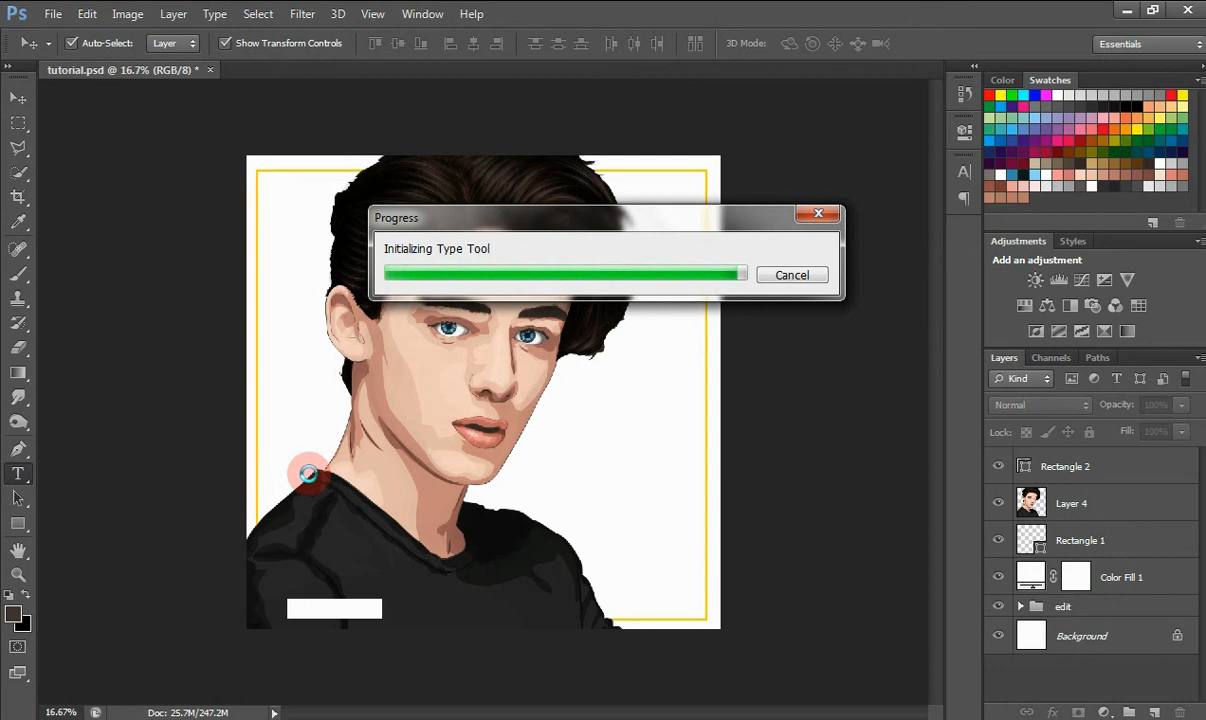 Ps File Edit Image Layer Type Select Filter 3D View Window Help
Auto-Select: Layer Show Transform Controls 3D Mode: Essentials
tutorial.psd @ 16.7% (RGB/8) * ×
Color Swatches
Progress
Initializing Type Tool
Cancel
Adjustments Styles
Add an adjustment
Layers Channels Paths
Kind
Normal Opacity: 100%
Lock: Fill: 100%
Rectangle 2
Layer 4
Rectangle 1
Color Fill 1
edit
Background
16.67% Doc: 25.7M/247.2M